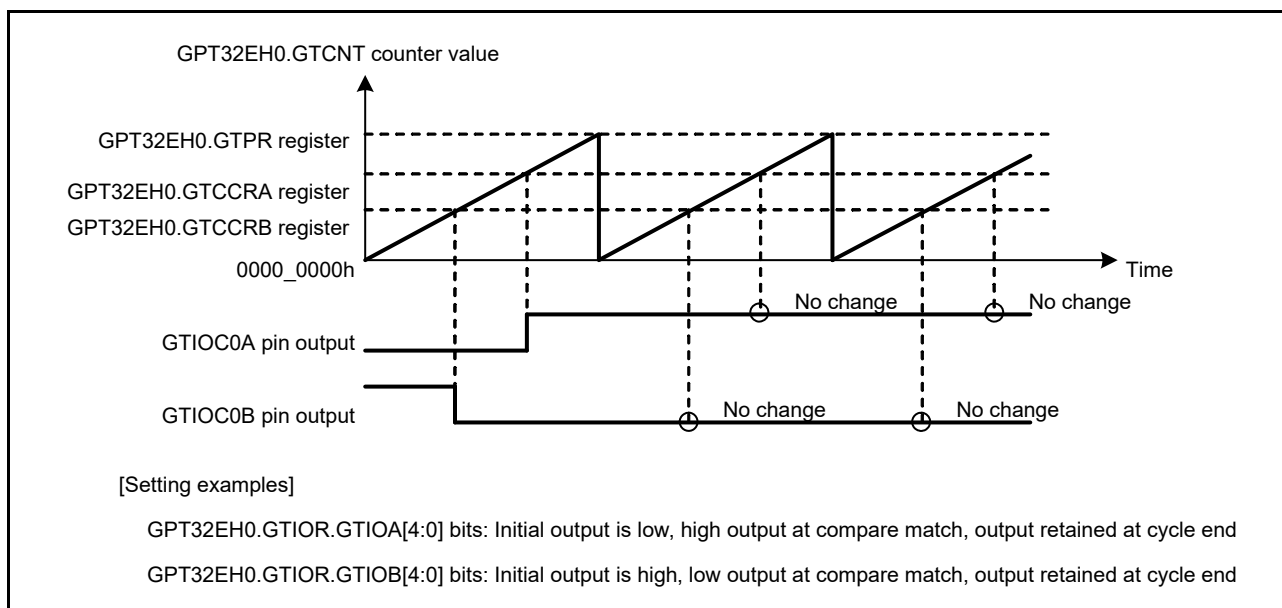 GPT32EH0.GTCNT counter value
GPT32EH0.GTPR register
GPT32EH0.GTCCRA register
GPT32EH0.GTCCRB register
0000_0000h
Time
No change
No change
GTIOC0A pin output
No change
No change
GTIOC0B pin output
[Setting examples]
GPT32EH0.GTIOR.GTIOA[4:0] bits: Initial output is low, high output at compare match, output retained at cycle end
GPT32EH0.GTIOR.GTIOB[4:0] bits: Initial output is high, low output at compare match, output retained at cycle end